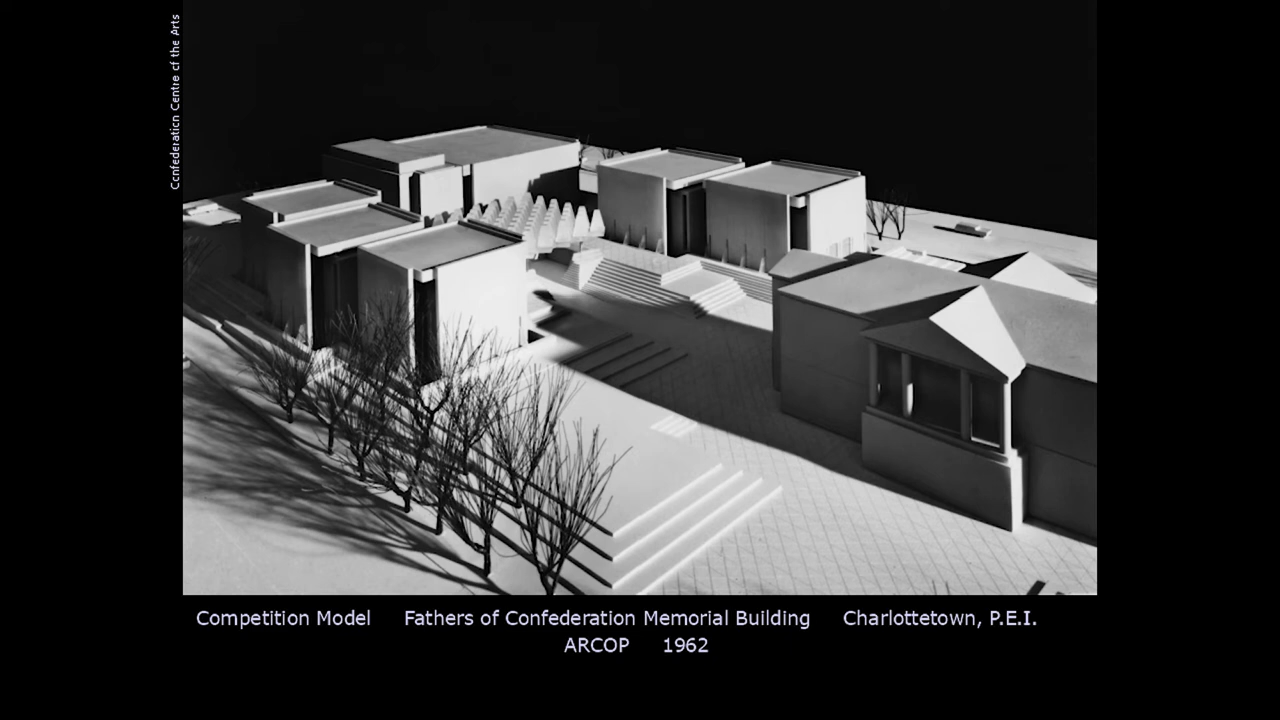 Confederation Centre of the Arts
Competition Model Fathers of Confederation Memorial Building Charlottetown, P.E.I.
ARCOP 1962